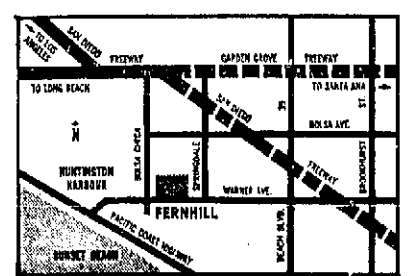 TO LOS
ANGELES
SAN DIEGO
FREEWAY
GARDEN GROVE
FREEWAY
TO LONG BEACH
TO SANTA ANA
SAN DIEGO
FREEWAY
BOLSA AVE.
ST.
BROOKHURST
BOLSA CHICA
SPRINGDALE
N
HUNTINGTON
HARBOUR
WARNER AVE.
FERNHILL
BEACH BLVD.
PACIFIC COAST HIGHWAY
SUNSET BEACH